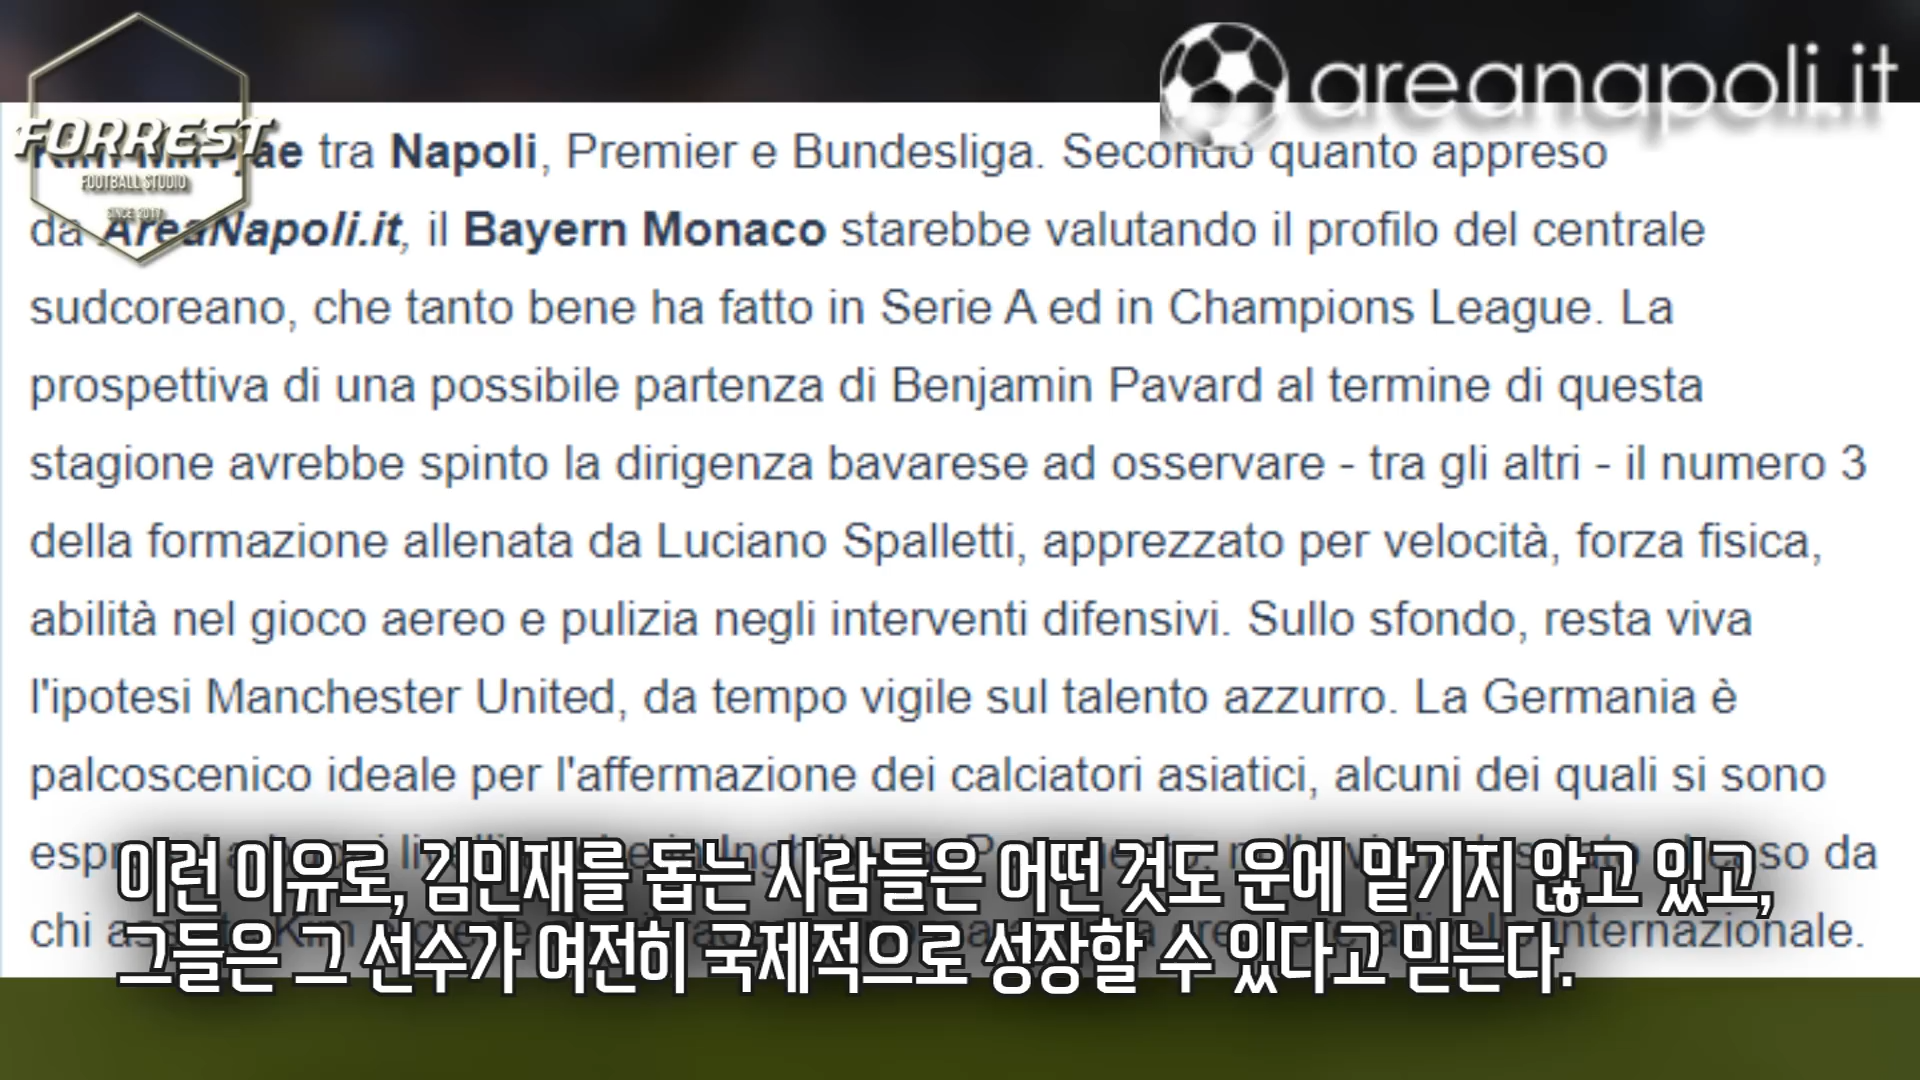 areanapoli.it
FORREST
FOOTBALL STUDIO
SINCE 2017
tra Napoli, Premier e Bundesliga. Secondo quanto appreso
da AreaNapoli.it, il Bayern Monaco starebbe valutando il profilo del centrale
sudcoreano, che tanto bene ha fatto in Serie A ed in Champions League. La
prospettiva di una possibile partenza di Benjamin Pavard al termine di questa
stagione avrebbe spinto la dirigenza bavarese ad osservare - tra gli altri - il numero 3
della formazione allenata da Luciano Spalletti, apprezzato per velocità, forza fisica,
abilità nel gioco aereo e pulizia negli interventi difensivi. Sullo sfondo, resta viva
l'ipotesi Manchester United, da tempo vigile sul talento azzurro. La Germania è
palcoscenico ideale per l'affermazione dei calciatori asiatici, alcuni dei quali si sono
da
chi Kim internazionale.
이런 이유로, 김민재를 돕는 사람들은 어떤 것도 운에 맡기지 않고 있고,
그들은 그 선수가 여전히 국제적으로 성장할 수 있다고 믿는다.